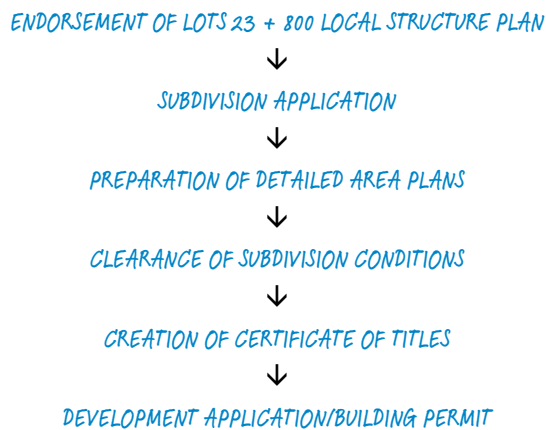 ENDORSEMENT OF LOTS 23 + 800 LOCAL STRUCTURE PLAN
SUBDIVISION APPLICATION
PREPARATION OF DETAILED AREA PLANS
CLEARANCE OF SUBDIVISION CONDITIONS
CREATION OF CERTIFICATE OF TITLES
DEVELOPMENT APPLICATION/BUILDING PERMIT